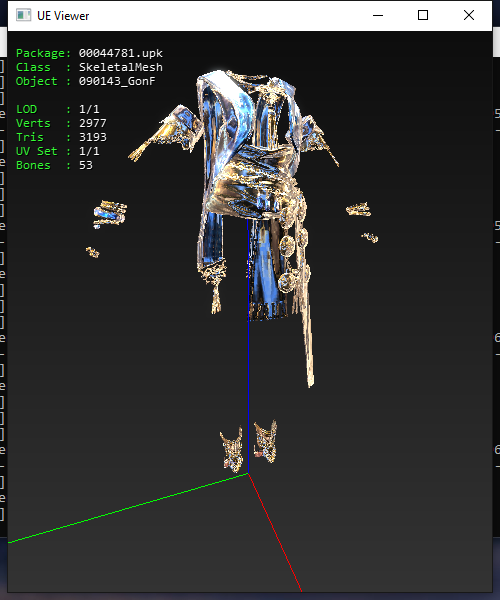 UE Viewer
Package: 00044781.upk
Class : SkeletalMesh
Object : 090143_GonF
LOD : 1/1
Verts : 2977
Tris : 3193
UV Set : 1/1
Bones : 53